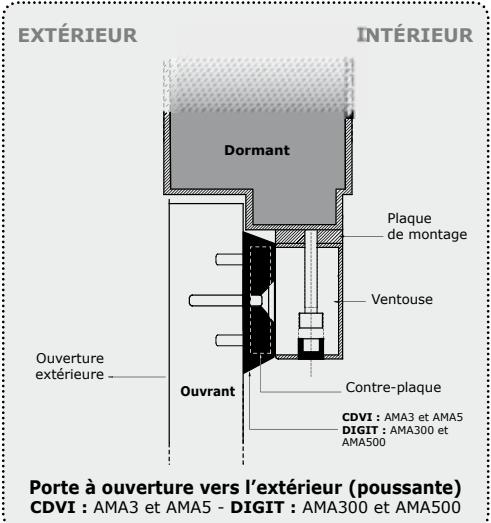 EXTÉRIEUR
INTÉRIEUR
Dormant
Plaque
de montage
Ventouse
Ouverture
extérieure
Ouvrant
Contre-plaque
CDVI : AMA3 et AMA5
DIGIT : AMA300 et
AMA500
Porte à ouverture vers l'extérieur (poussante)
CDVI : AMA3 et AMA5 - DIGIT : AMA300 et AMA500